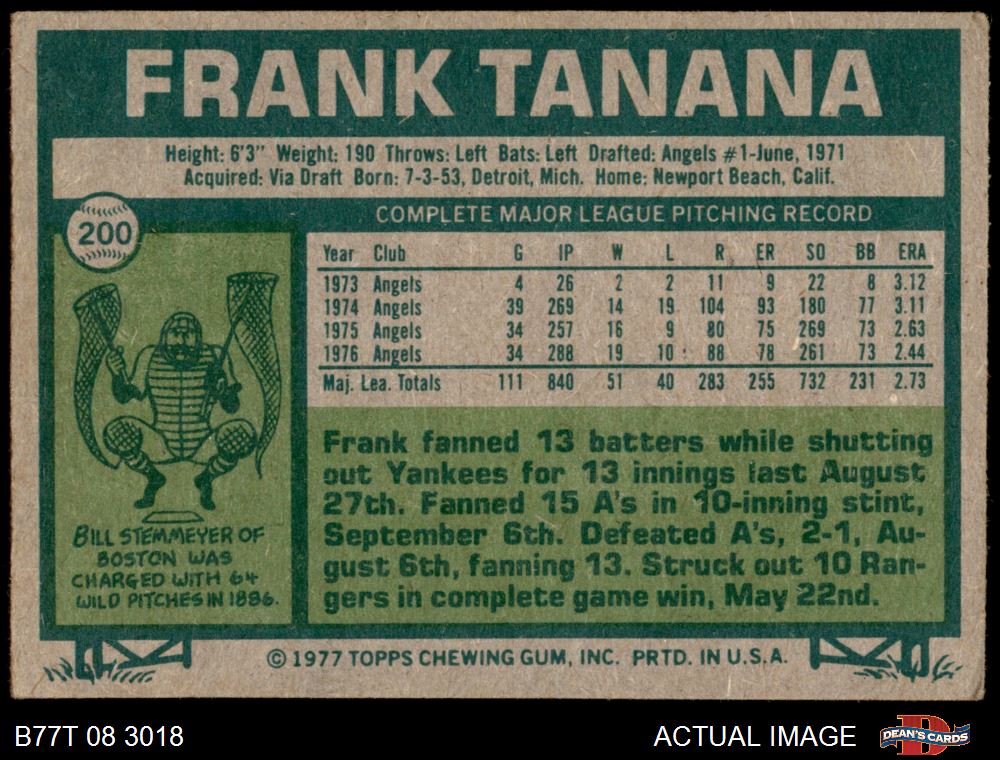 FRANK TANANA
Height: 6'3" Weight: 190 Throws: Left Bats: Left Drafted: Angels #1-June, 1971
Acquired: Via Draft Born: 7-3-53, Detroit, Mich. Home: Newport Beach, Calif.
200
COMPLETE MAJOR LEAGUE PITCHING RECORD
Year Club G IP W L R ER SO BB ERA
1973 Angels 4 26 2 2 11 9 22 8 3.12
1974 Angels 39 269 14 19 104 93 180 77 3.11
1975 Angels 34 257 16 9 80 75 269 73 2.63
1976 Angels 34 288 19 10 88 78 261 73 2.44
Maj. Lea. Totals 111 840 51 40 283 255 732 231 2.73
BILL STEMMEYER OF
BOSTON WAS
CHARGED WITH 64
WILD PITCHES IN 1886.
Frank fanned 13 batters while shutting
out Yankees for 13 innings last August
27th. Fanned 15 A's in 10-inning stint,
September 6th. Defeated A's, 2-1, Au-
gust 6th, fanning 13. Struck out 10 Ran-
gers in complete game win, May 22nd.
© 1977 TOPPS CHEWING GUM, INC. PRTD. IN U.S.A.
B77T 08 3018
ACTUAL IMAGE
D
DEAN'S CARDS